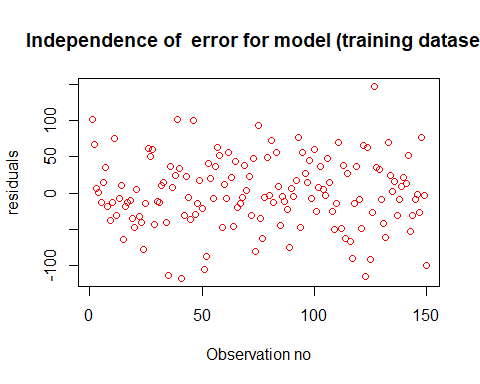 Independence of  error for model (training datase
residuals
100
50
0
-100
0
50
100
150
Observation no